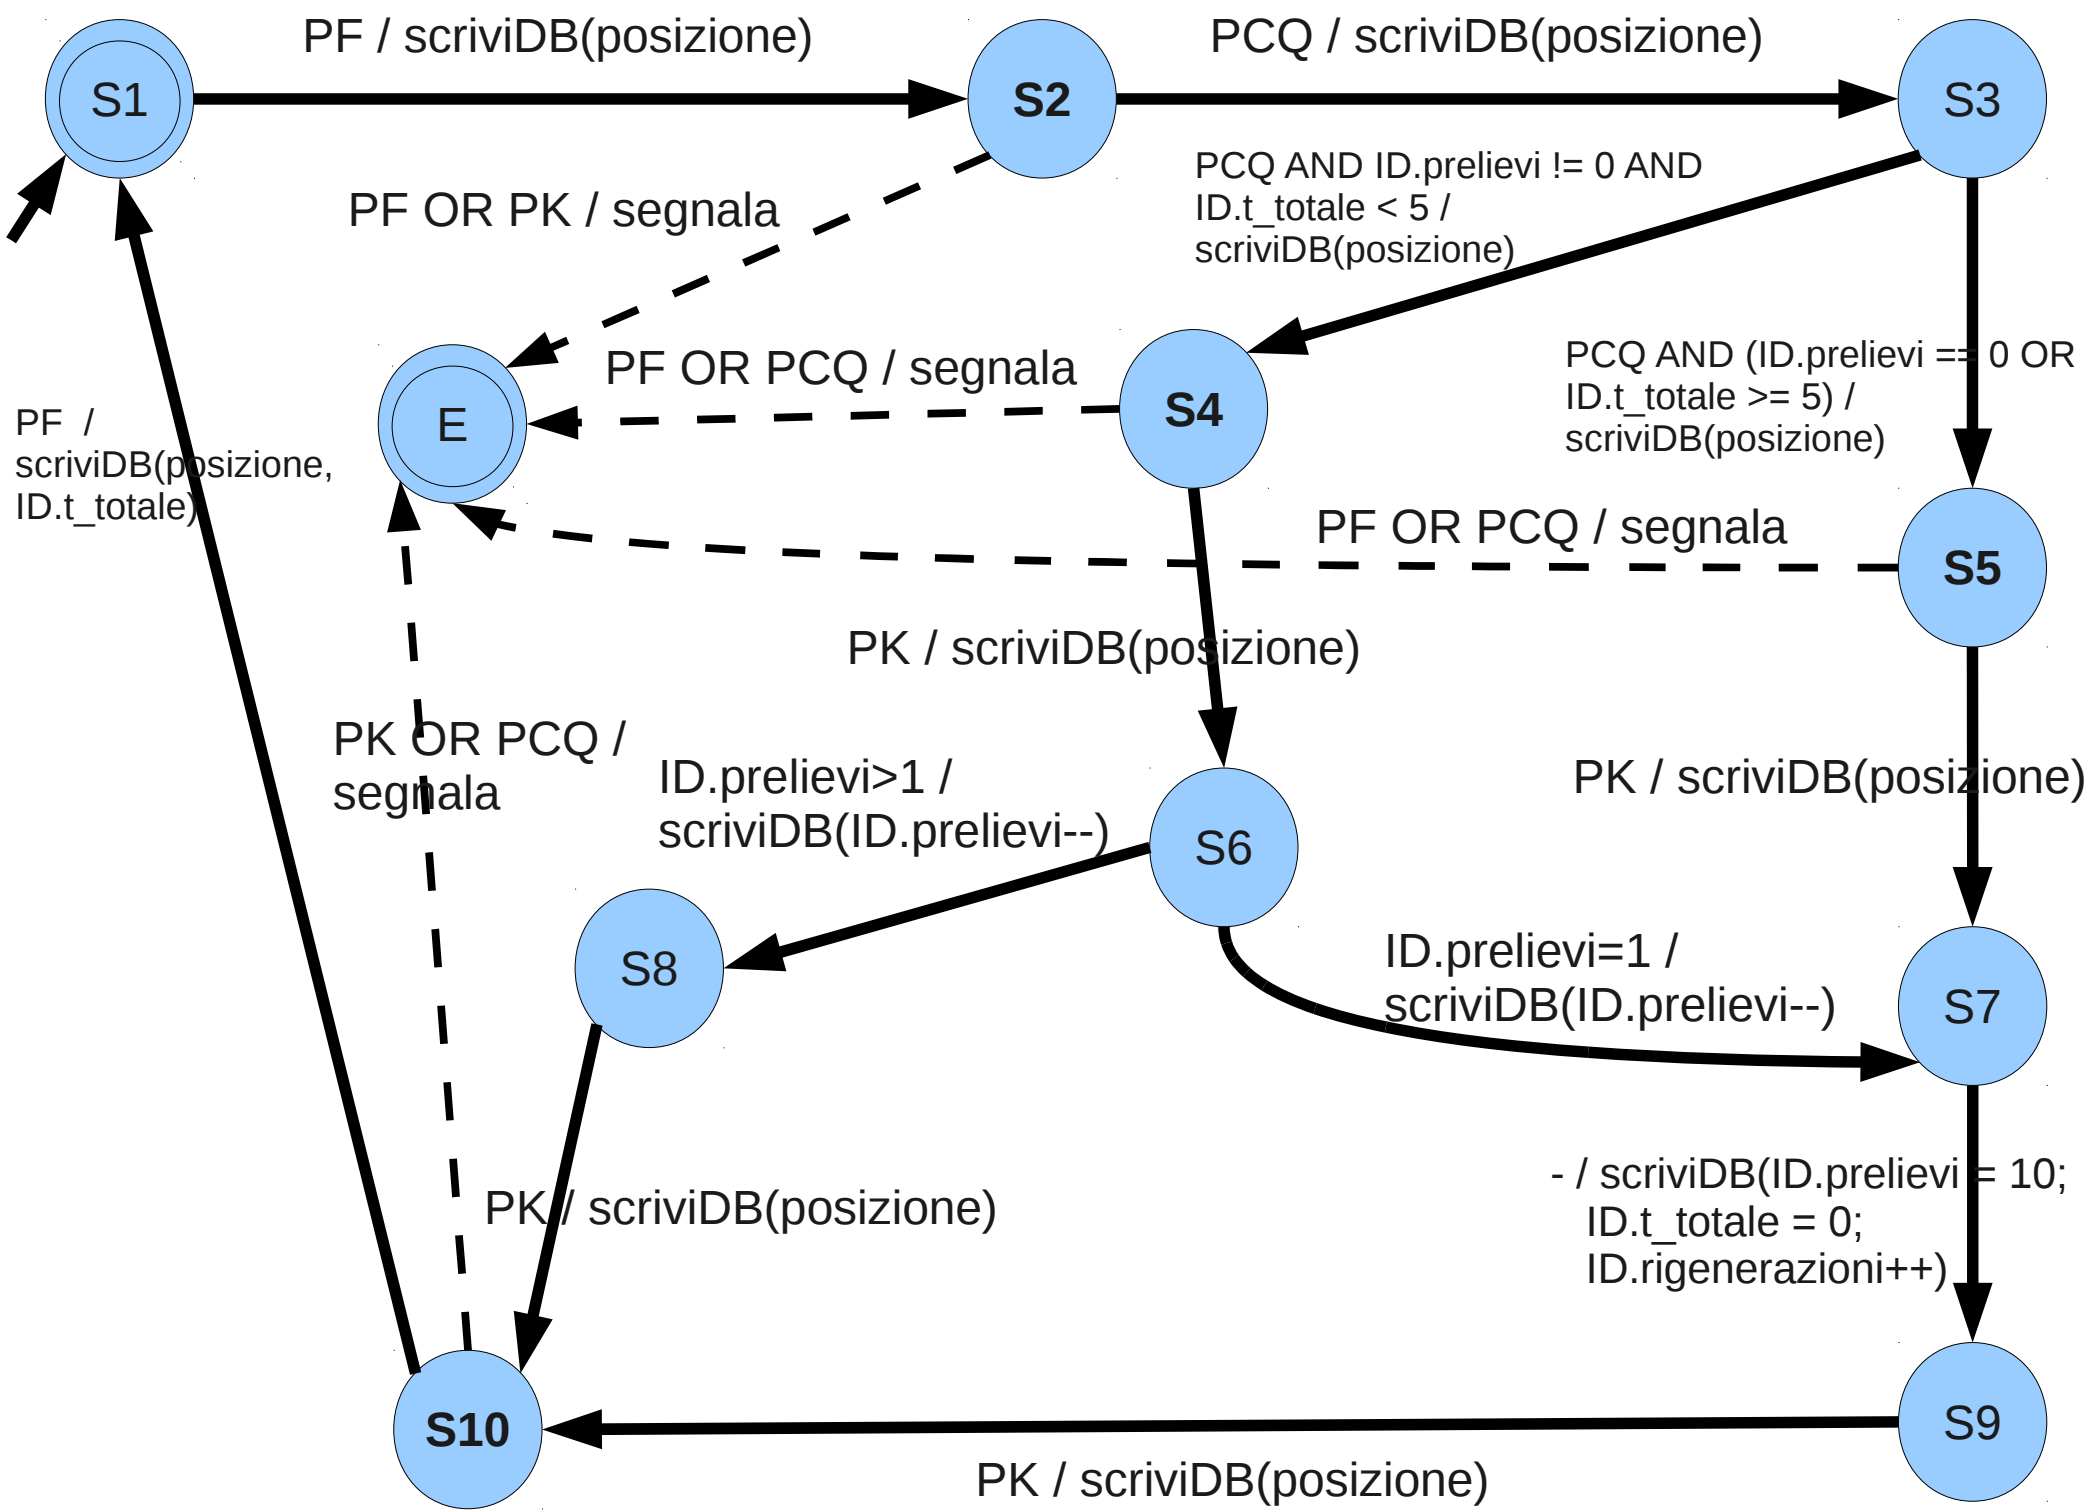 PF / scriviDB(posizione)
PCQ / scriviDB(posizione)
S1
S2
S3
PCQ AND ID.prelievi != 0 AND
ID.t_totale < 5 /
scriviDB(posizione)
PF OR PK / segnala
PCQ AND (ID.prelievi == 0 OR
ID.t_totale >= 5) /
scriviDB(posizione)
PF OR PCQ / segnala
S4
E
PF  /
scriviDB(posizione,
ID.t_totale)
PF OR PCQ / segnala
S5
PK / scriviDB(posizione)
PK OR PCQ /
segnala
ID.prelievi>1 /
scriviDB(ID.prelievi--)
PK / scriviDB(posizione)
S6
S8
ID.prelievi=1 /
scriviDB(ID.prelievi--)
S7
- / scriviDB(ID.prelievi = 10;
ID.t_totale = 0;
ID.rigenerazioni++)
PK / scriviDB(posizione)
S10
S9
PK / scriviDB(posizione)